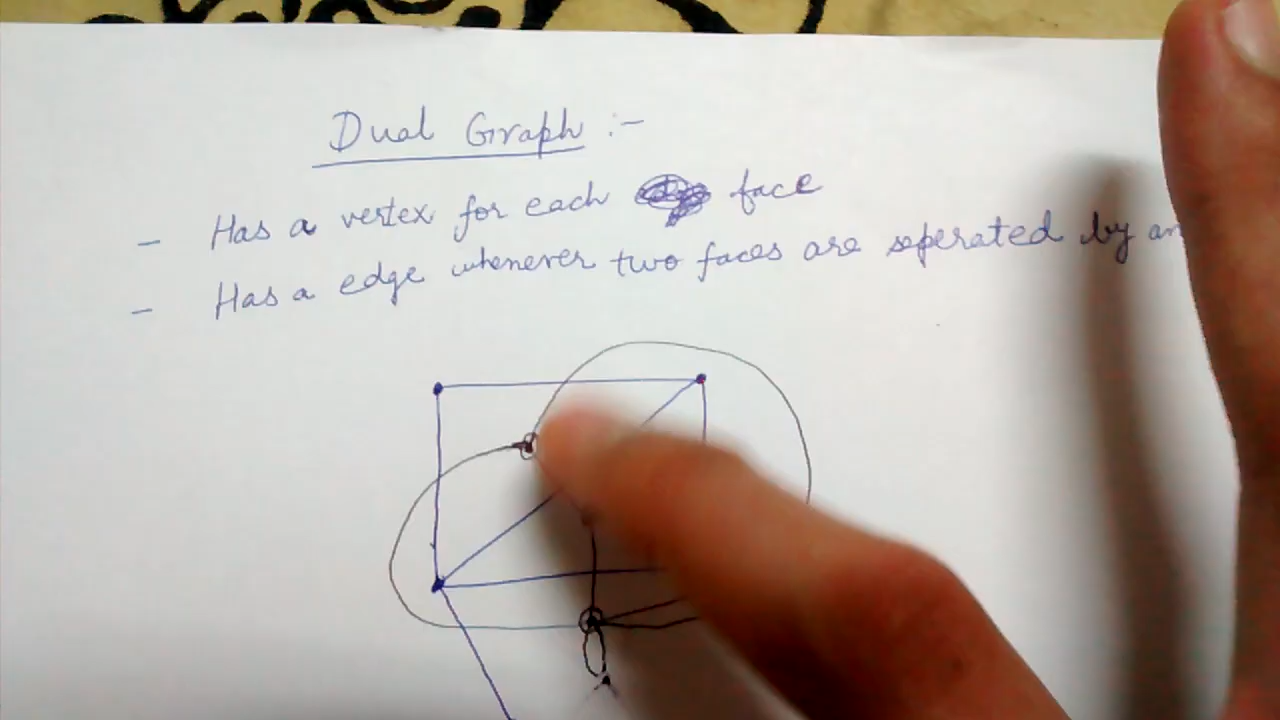 Dual Graph :-
- Has a vertex for each face
- Has a edge whenever two faces are seperated by an